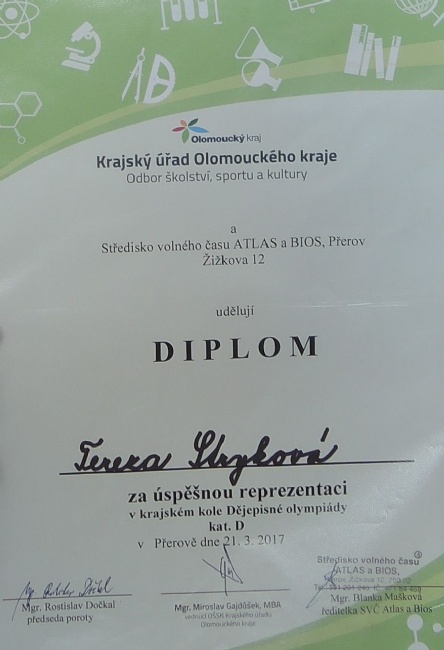 Olomoucký kraj
Krajský úřad Olomouckého kraje
Odbor školství, sportu a kultury
a
Středisko volného času ATLAS a BIOS, Přerov
Žižkova 12
udělují
DIPLOM
Tereza Stryková
za úspěšnou reprezentaci
v krajském kole Dějepisné olympiády
kat. D
v Přerově dne 21. 3. 2017
Středisko volného času
ATLAS a BIOS,
Žižkova 12
Mgr. Rostislav Dočkal
předseda poroty
Mgr. Miroslav Gajdůšek, MBA
vedoucí OŠSK Krajského úřadu
Olomouckého kraje
Mgr. Blanka Mašková
ředitelka SVČ Atlas a Bios